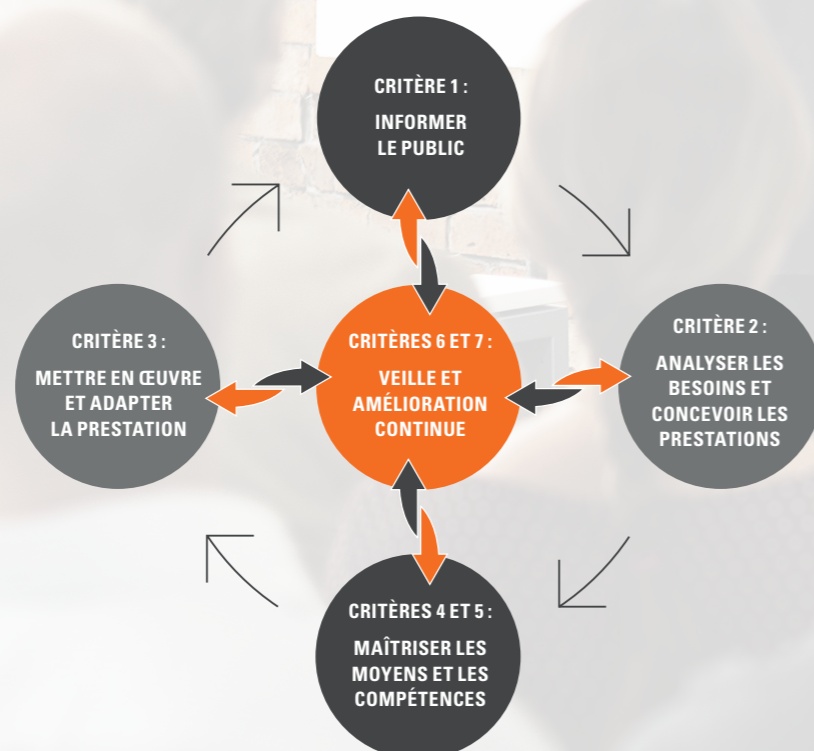 CRITÈRE 1 :
INFORMER
LE PUBLIC
CRITÈRE 3 :
METTRE EN ŒUVRE
ET ADAPTER
LA PRESTATION
CRITÈRES 6 ET 7 :
VEILLE ET
AMÉLIORATION
CONTINUE
CRITÈRE 2 :
ANALYSER LES
BESOINS ET
CONCEVOIR LES
PRESTATIONS
CRITÈRES 4 ET 5 :
MAÎTRISER LES
MOYENS ET LES
COMPÉTENCES